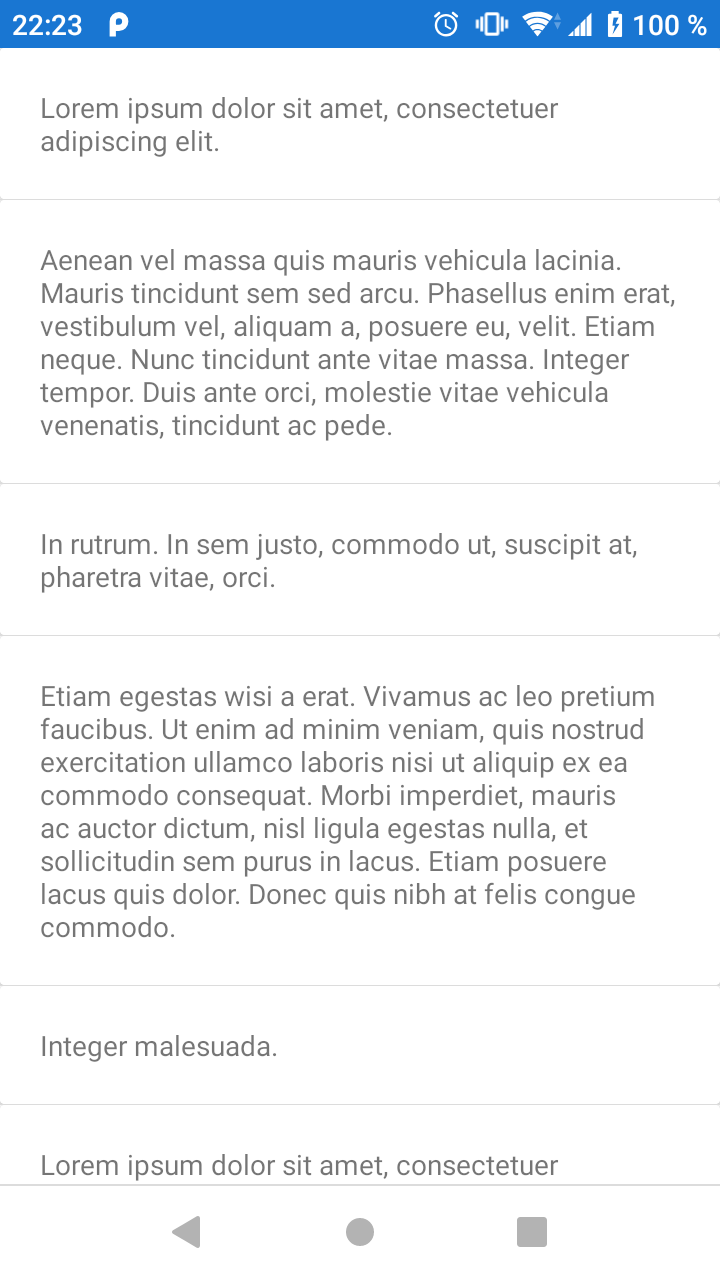 22:23 100 %
Lorem ipsum dolor sit amet, consectetuer
adipiscing elit.
Aenean vel massa quis mauris vehicula lacinia.
Mauris tincidunt sem sed arcu. Phasellus enim erat,
vestibulum vel, aliquam a, posuere eu, velit. Etiam
neque. Nunc tincidunt ante vitae massa. Integer
tempor. Duis ante orci, molestie vitae vehicula
venenatis, tincidunt ac pede.
In rutrum. In sem justo, commodo ut, suscipit at,
pharetra vitae, orci.
Etiam egestas wisi a erat. Vivamus ac leo pretium
faucibus. Ut enim ad minim veniam, quis nostrud
exercitation ullamco laboris nisi ut aliquip ex ea
commodo consequat. Morbi imperdiet, mauris
ac auctor dictum, nisl ligula egestas nulla, et
sollicitudin sem purus in lacus. Etiam posuere
lacus quis dolor. Donec quis nibh at felis congue
commodo.
Integer malesuada.
Lorem ipsum dolor sit amet, consectetuer